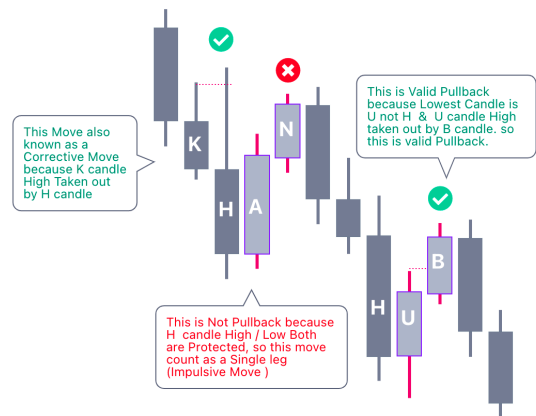 This is Valid Pullback
because Lowest Candle is
U not H & U candle High
taken out by B candle. so
this is valid Pullback.
This Move also
known as a
Corrective Move
because K candle
High Taken out
by H candle
K
N
H
A
B
H
U
This is Not Pullback because
H candle High / Low Both
are Protected, so this move
count as a Single leg
(Impulsive Move )